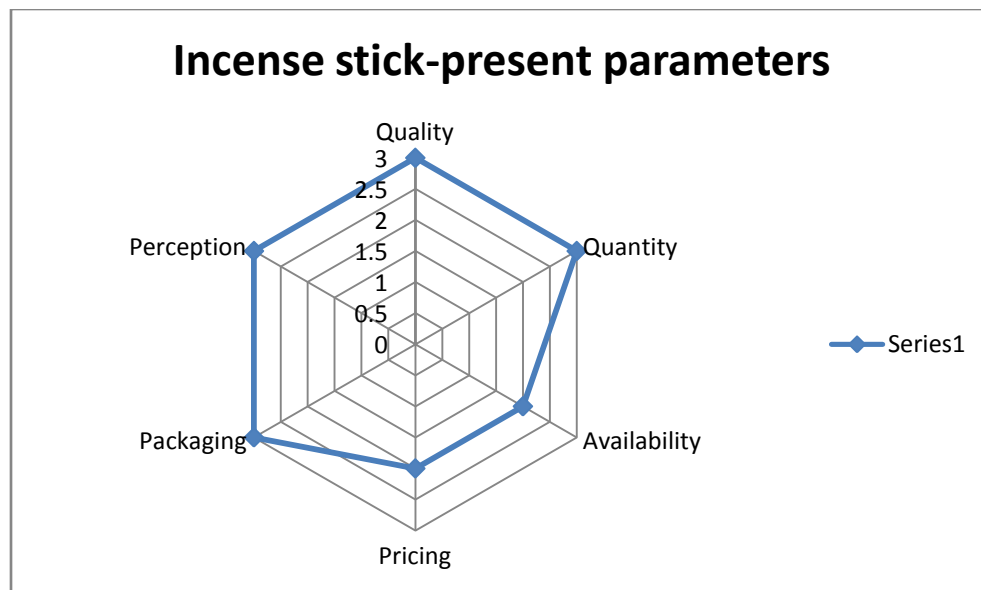 Incense stick-present parameters
Quality
3
2.5
2
1.5
1
0.5
0
Quantity
Availability
Pricing
Packaging
Perception
Series1